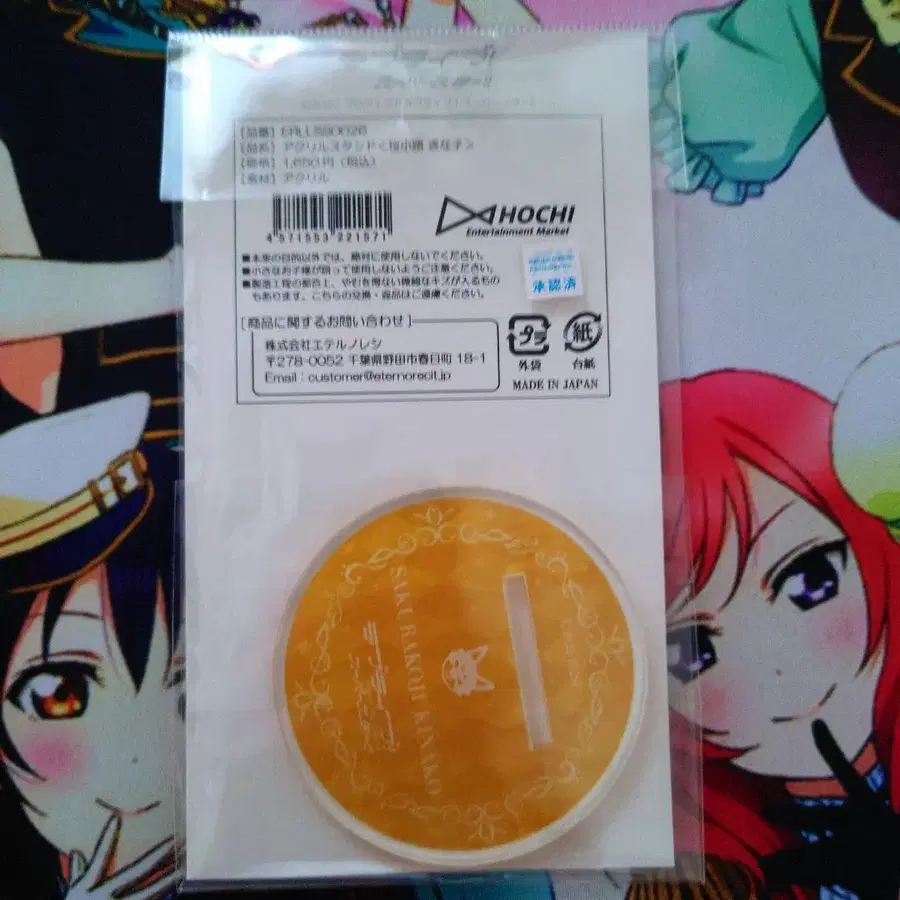 [品番] EALLSS0026
[品名] アクリルスタンド<桜小路 きな子>
[価格] 1,650円(税込)
[素材] アクリル
4 571553 221571
HOCHI
Entertainment Market
●本来の目的以外では、絶対に使用しないでください。
●小さなお子様が誤って使用しないようご注意ください。
●製造工程の都合上、やむを得ない微細なキズが入るもの
もあります。こちらの交換・返品はご遠慮ください。
承認済
[商品に関するお問い合わせ]
株式会社エテルノレシ
〒278-0052 千葉県野田市春日町 18-1
Email : customer@eternorecit.jp
プラ
外袋
紙
台紙
MADE IN JAPAN
SAKURAKOJI KINAKO